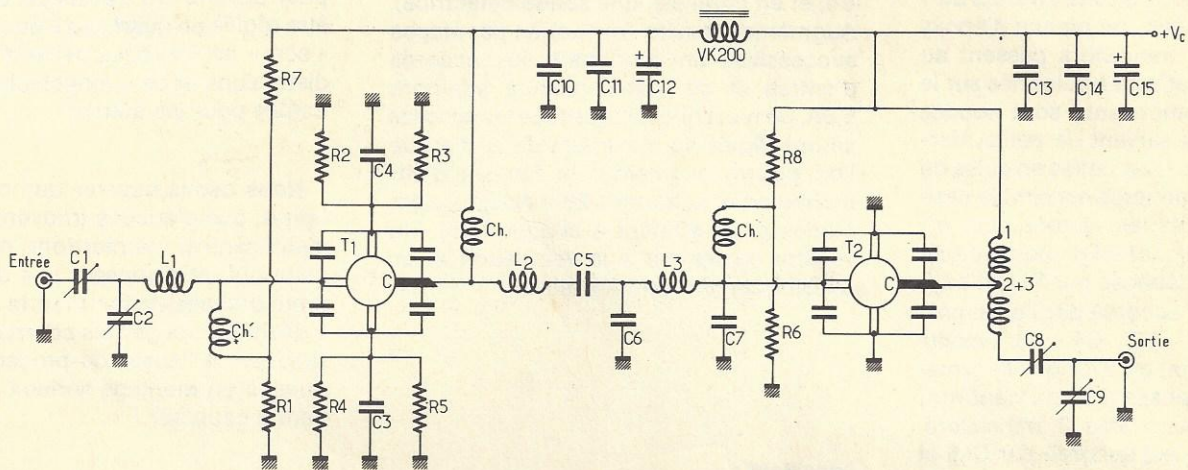 +Vc
VK200
R7
C10
C11
C12
+
C13
C14
C15
+
R2
C4
R3
R8
Ch.
Ch.
T1
C
T2
C
1
2+3
Entrée
C1
L1
C2
Ch.
+
L2
C5
L3
C6
C7
R6
C8
Sortie
C9
R1
R4
C3
R5